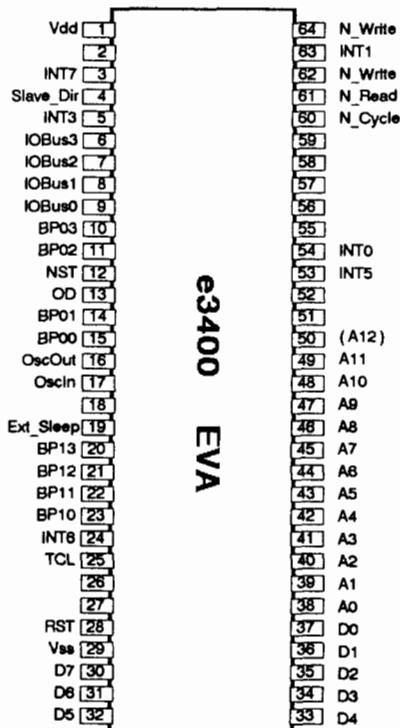 Vdd 1 64 N_Write
2 63 INT1
INT7 3 62 N_Write
Slave_Dir 4 61 N_Read
INT3 5 60 N_Cycle
IOBus3 6 59
IOBus2 7 58
IOBus1 8 57
IOBus0 9 56
BP03 10 55
BP02 11 54 INT0
NST 12 53 INT5
OD 13 52
BP01 14 51
BP00 15 50 (A12)
OscOut 16 49 A11
OscIn 17 48 A10
18 47 A9
Ext_Sleep 19 46 A8
BP13 20 45 A7
BP12 21 44 A6
BP11 22 43 A5
BP10 23 42 A4
INT6 24 41 A3
TCL 25 40 A2
26 39 A1
27 38 A0
RST 28 37 D0
Vss 29 36 D1
D7 30 35 D2
D6 31 34 D3
D5 32 33 D4
e3400 EVA